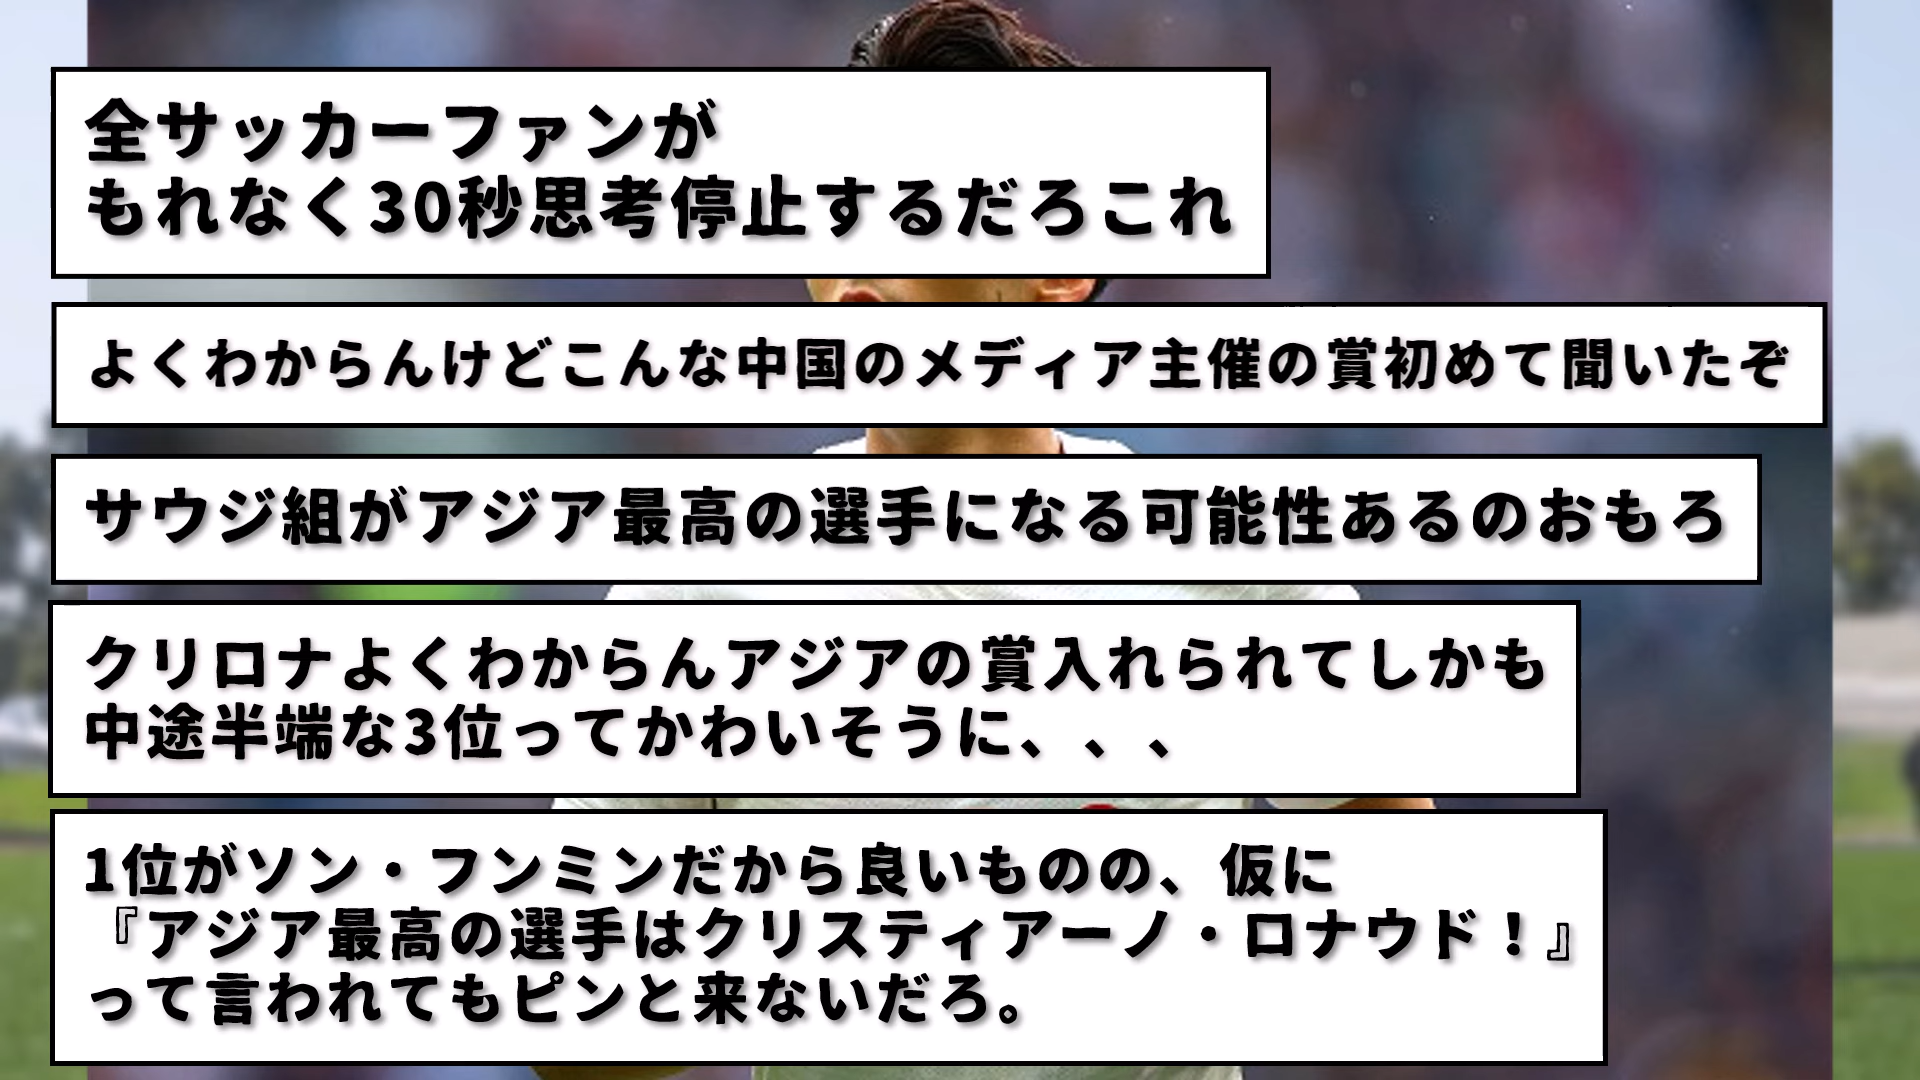 全サッカーファンが
もれなく30秒思考停止するだろこれ
よくわからんけどこんな中国のメディア主催の賞初めて聞いたぞ
サウジ組がアジア最高の選手になる可能性あるのおもろ
クリロナよくわからんアジアの賞入れられてしかも
中途半端な3位ってかわいそうに、、、
1位がソン・フンミンだから良いものの、仮に
『アジア最高の選手はクリスティアーノ・ロナウド！』
って言われてもピンと来ないだろ。